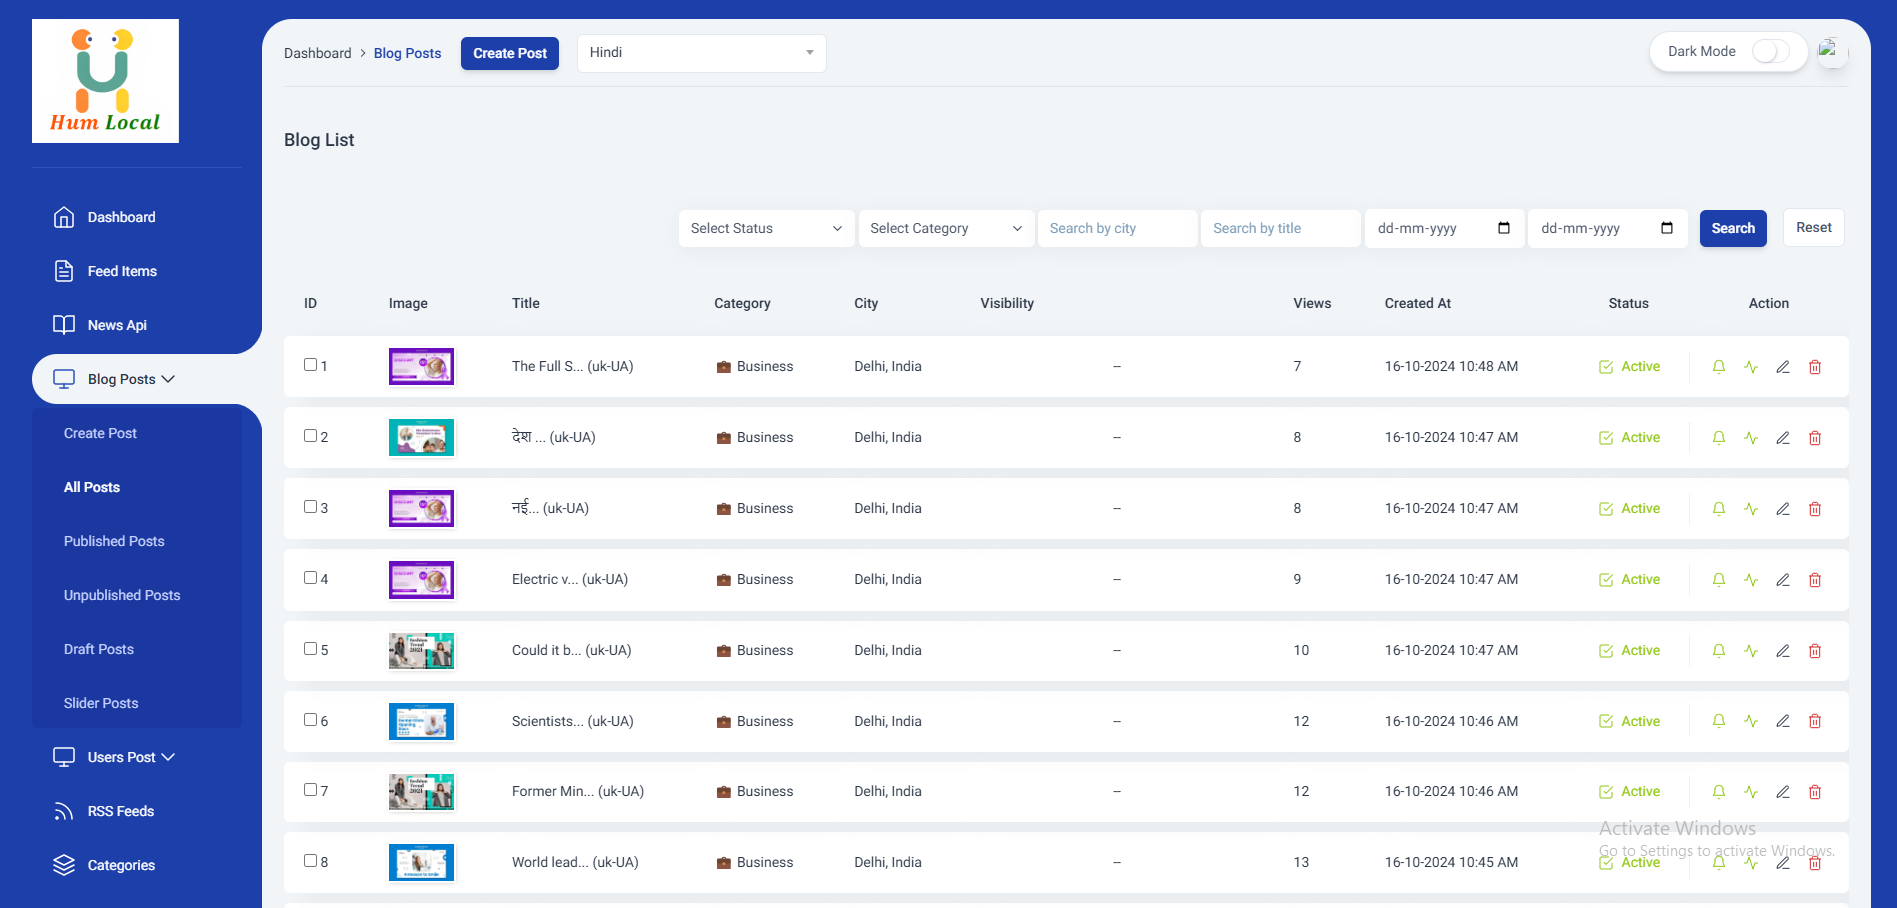 Hum Local
Dashboard > Blog Posts
Create Post
Hindi
Dark Mode
Blog List
Dashboard
Feed Items
News Api
Blog Posts
Create Post
All Posts
Published Posts
Unpublished Posts
Draft Posts
Slider Posts
Users Post
RSS Feeds
Categories
Select Status
Select Category
Search by city
Search by title
dd-mm-yyyy
dd-mm-yyyy
Search
Reset
ID Image Title Category City Visibility Views Created At Status Action
1 The Full S... (uk-UA) Business Delhi, India -- 7 16-10-2024 10:48 AM Active
2 देश ... (uk-UA) Business Delhi, India -- 8 16-10-2024 10:47 AM Active
3 नई... (uk-UA) Business Delhi, India -- 8 16-10-2024 10:47 AM Active
4 Electric v... (uk-UA) Business Delhi, India -- 9 16-10-2024 10:47 AM Active
5 Could it b... (uk-UA) Business Delhi, India -- 10 16-10-2024 10:47 AM Active
6 Scientists... (uk-UA) Business Delhi, India -- 12 16-10-2024 10:46 AM Active
7 Former Min... (uk-UA) Business Delhi, India -- 12 16-10-2024 10:46 AM Active
8 World lead... (uk-UA) Business Delhi, India -- 13 16-10-2024 10:45 AM Active
Activate Windows
Go to Settings to activate Windows.